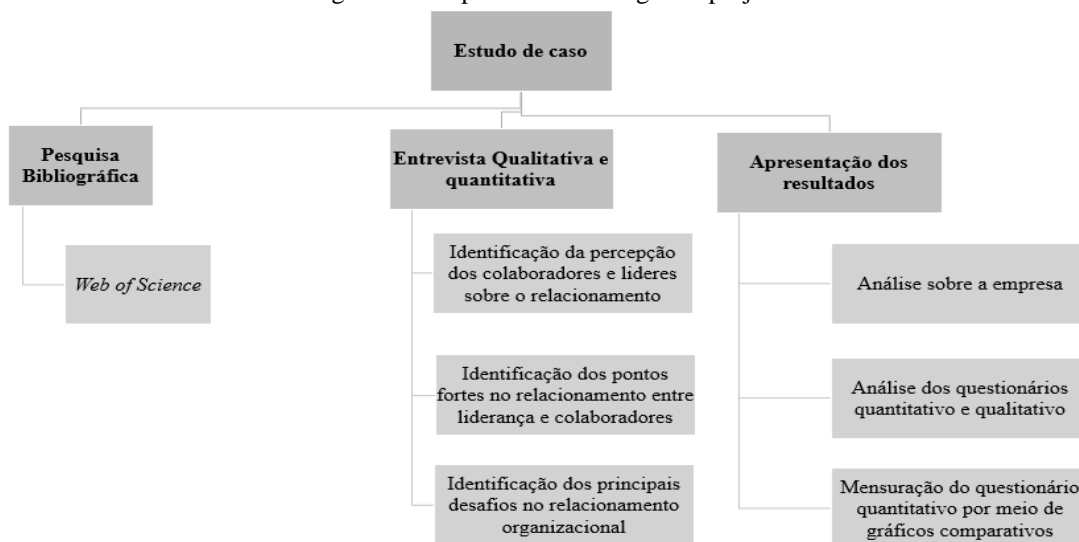 Estudo de caso
Pesquisa
Bibliográfica
Web of Science
Entrevista Qualitativa e
quantitativa
Identificação da percepção
dos colaboradores e lideres
sobre o relacionamento
Identificação dos pontos
fortes no relacionamento entre
liderança e colaboradores
Identificação dos principais
desafios no relacionamento
organizacional
Apresentação dos
resultados
Análise sobre a empresa
Análise dos questionários
quantitativo e qualitativo
Mensuração do questionário
quantitativo por meio de
gráficos comparativos